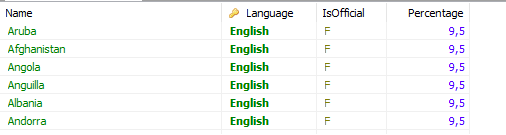 Name Language IsOfficial Percentage
Aruba English F 9,5
Afghanistan English F 9,5
Angola English F 9,5
Anguilla English F 9,5
Albania English F 9,5
Andorra English F 9,5